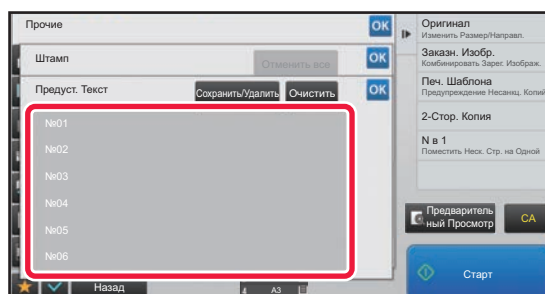 Прочие
OK
Штамп
Отменить все
OK
Предуст. Текст
Сохранить/Удалить
Очистить
OK
№01
№02
№03
№04
№05
№06
Назад
A3
Оригинал
Изменить Размер/Направл.
Заказн. Изобр.
Комбинировать Зарег. Изображ.
Печ. Шаблона
Предупреждение Несанкц. Копий
2-Стор. Копия
N в 1
Поместить Неск. Стр. на Одной
Предваритель
ный Просмотр
CA
Старт